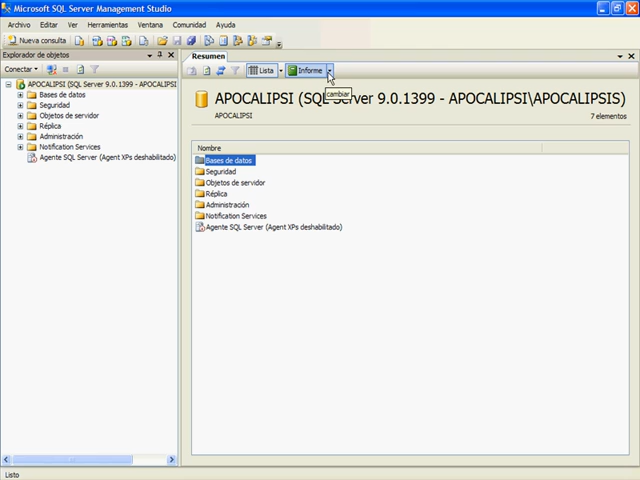 Microsoft SQL Server Management Studio
Archivo Editar Ver Herramientas Ventana Comunidad Ayuda
Nueva consulta
Explorador de objetos
Conectar
APOCALIPSI (SQL Server 9.0.1399 - APOCALIPSI
Bases de datos
Seguridad
Objetos de servidor
Réplica
Administración
Notification Services
Agente SQL Server (Agent XPs deshabilitado)
Resumen
Lista Informe
cambiar
APOCALIPSI (SQL Server 9.0.1399 - APOCALIPSI\APOCALIPSIS)
APOCALIPSI
7 elementos
Nombre
Bases de datos
Seguridad
Objetos de servidor
Réplica
Administración
Notification Services
Agente SQL Server (Agent XPs deshabilitado)
Listo